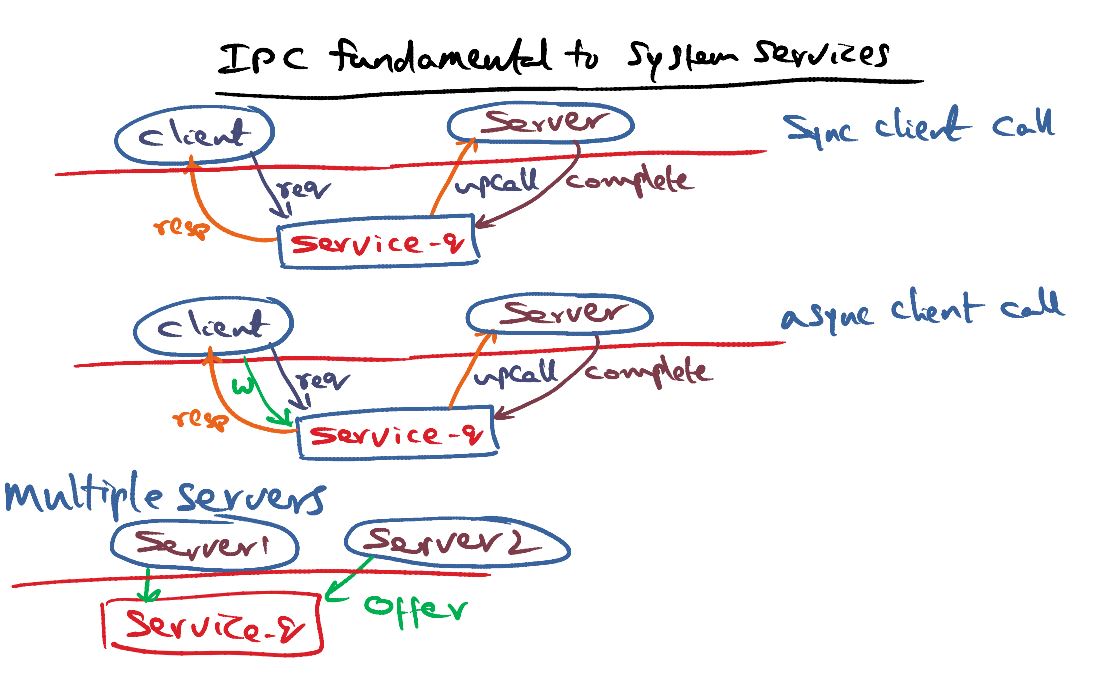 IPC fundamental to System Services
client
Server
Sync client call
req
upcall
complete
resp
Service-q
client
Server
async client call
w
req
upcall
complete
resp
Service-q
Multiple servers
Server1
Server2
Offer
Service-q